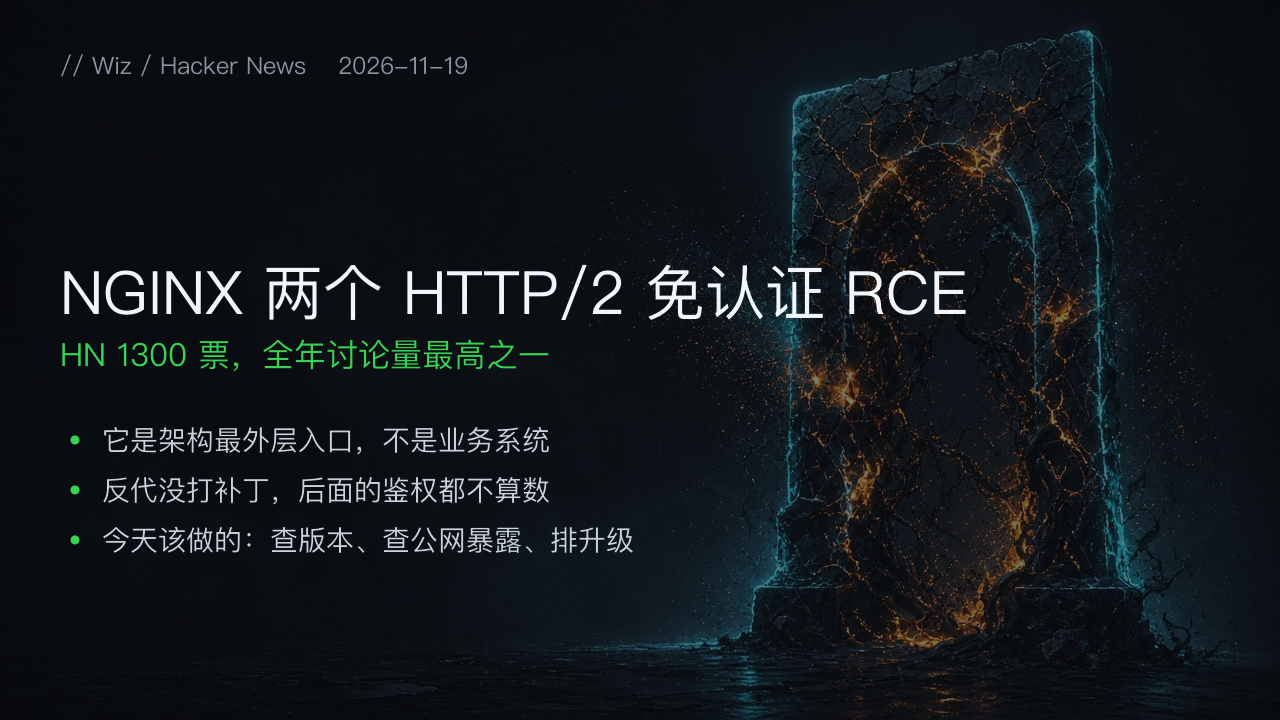 // Wiz / Hacker News 2026-11-19
NGINX 两个 HTTP/2 免认证 RCE
HN 1300 票，全年讨论量最高之一
• 它是架构最外层入口，不是业务系统
• 反代没打补丁，后面的鉴权都不算数
• 今天该做的：查版本、查公网暴露、排升级